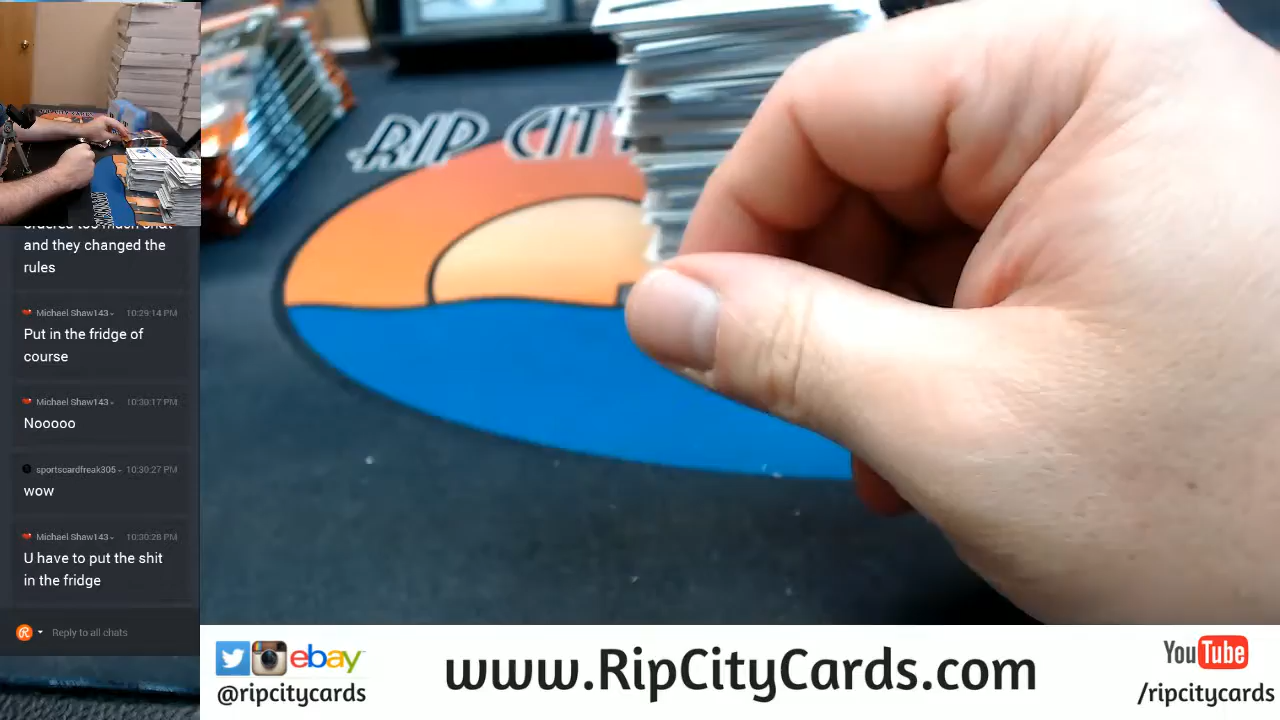 RIP CIT
and they changed the
rules
Michael Shaw143 10:29:14 PM
Put in the fridge of
course
Michael Shaw143 10:30:17 PM
Nooooo
sportscardfreak305 10:30:27 PM
wow
Michael Shaw143 10:30:28 PM
U have to put the shit
in the fridge
Reply to all chats
ebay
@ripcitycards
www.RipCityCards.com
YouTube
/ripcitycards